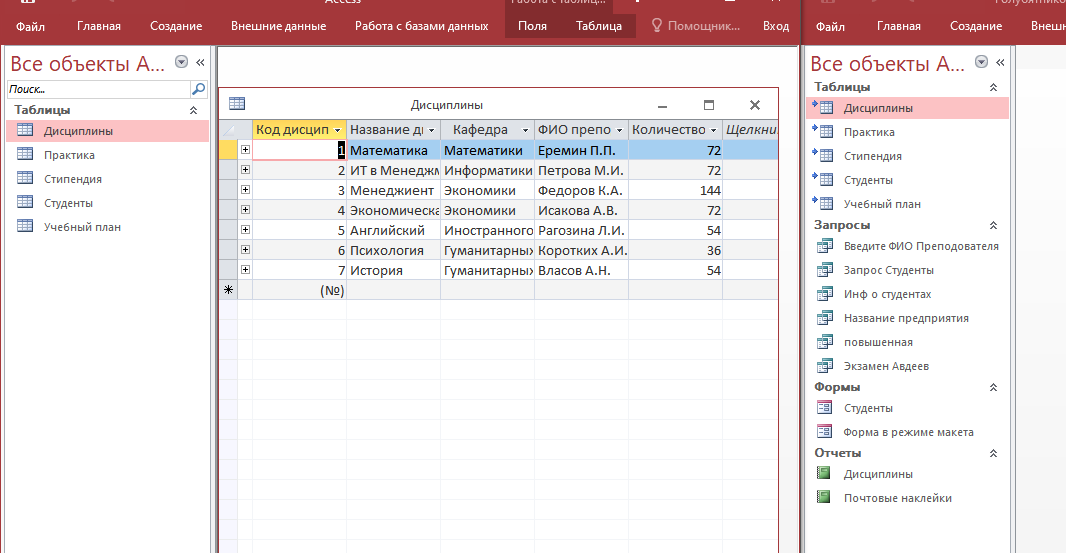 Access
Работа с таблиц...
Файл Главная Создание Внешние данные Работа с базами данных Поля Таблица Помощник... Вход
Все объекты A...
Поиск...
Таблицы
Дисциплины
Практика
Стипендия
Студенты
Учебный план
Дисциплины
Код дисцип Название ди Кафедра ФИО препо Количество Щелкни
1 Математика Математики Еремин П.П. 72
2 ИТ в Менеджм Информатики Петрова М.И. 72
3 Менеджиент Экономики Федоров К.А. 144
4 Экономическа Экономики Исакова А.В. 72
5 Английский Иностранного Рагозина Л.И. 54
6 Психология Гуманитарных Коротких А.И. 36
7 История Гуманитарных Власов А.Н. 54
(№)
Файл Главная Создание Внешн
Все объекты A...
Таблицы
Дисциплины
Практика
Стипендия
Студенты
Учебный план
Запросы
Введите ФИО Преподователя
Запрос Студенты
Инф о студентах
Название предприятия
повышенная
Экзамен Авдеев
Формы
Студенты
Форма в режиме макета
Отчеты
Дисциплины
Почтовые наклейки